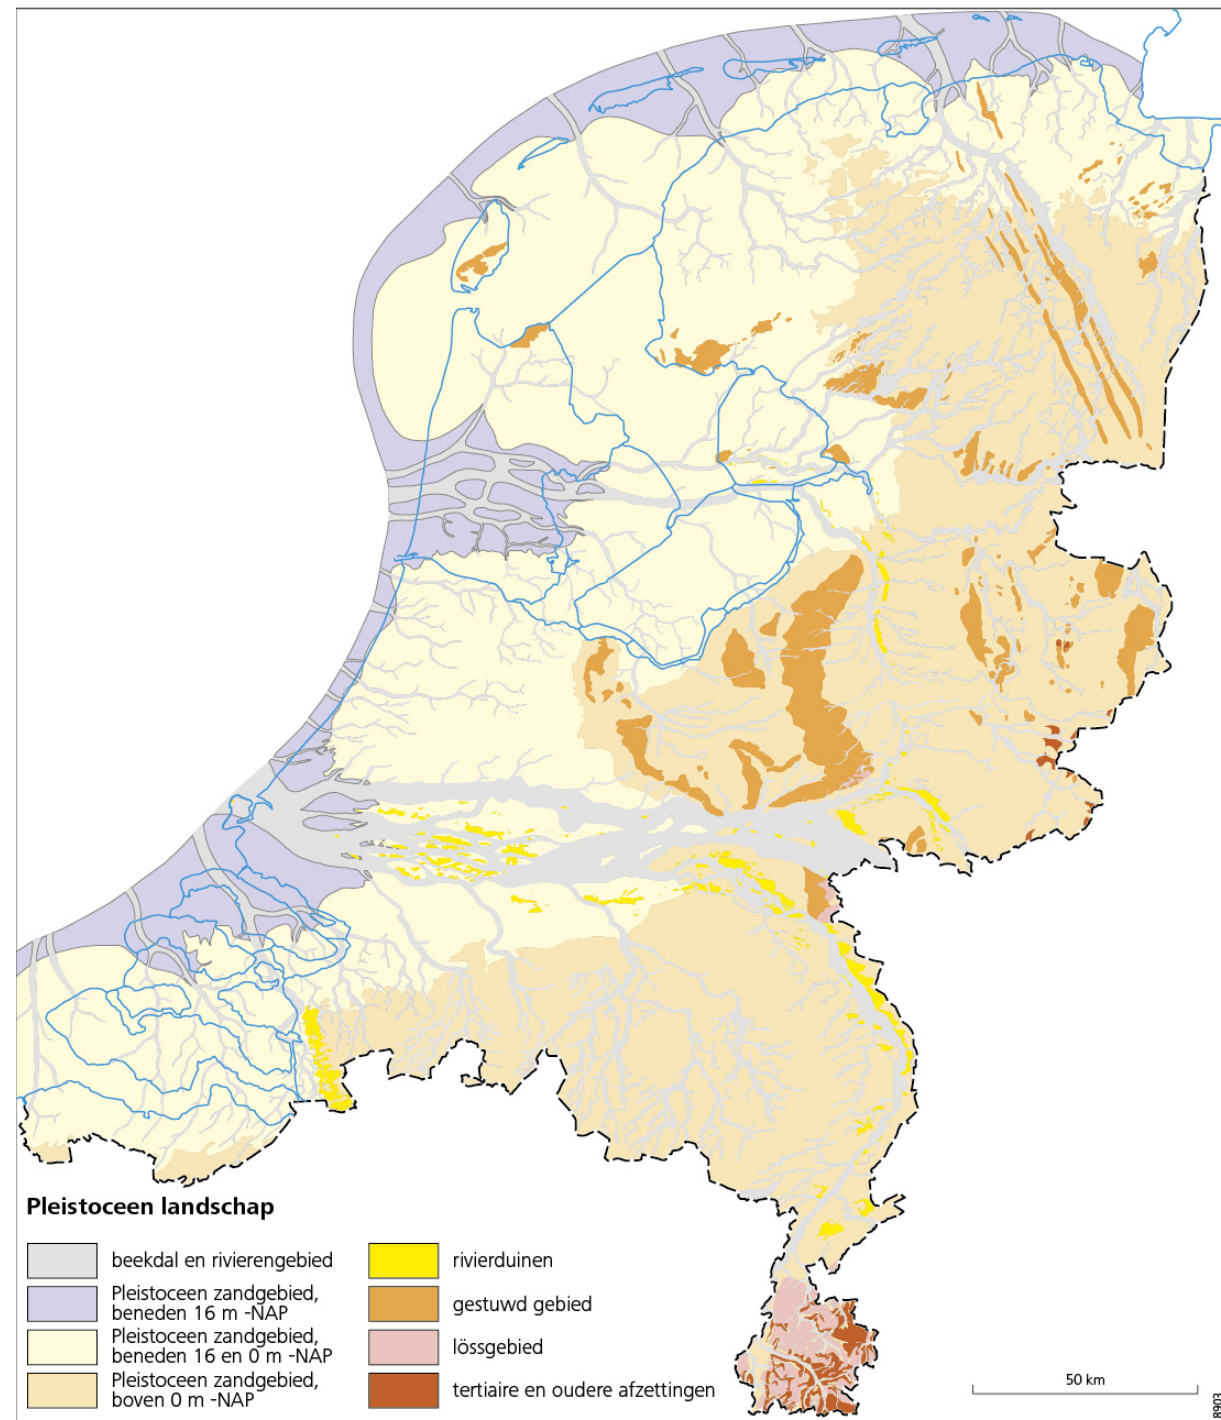 Pleistoceen landschap
beekdal en rivierengebied
Pleistoceen zandgebied,
beneden 16 m -NAP
Pleistoceen zandgebied,
beneden 16 en 0 m -NAP
Pleistoceen zandgebied,
boven 0 m -NAP
rivierduinen
gestuwd gebied
lössgebied
tertiaire en oudere afzettingen
50 km
8903